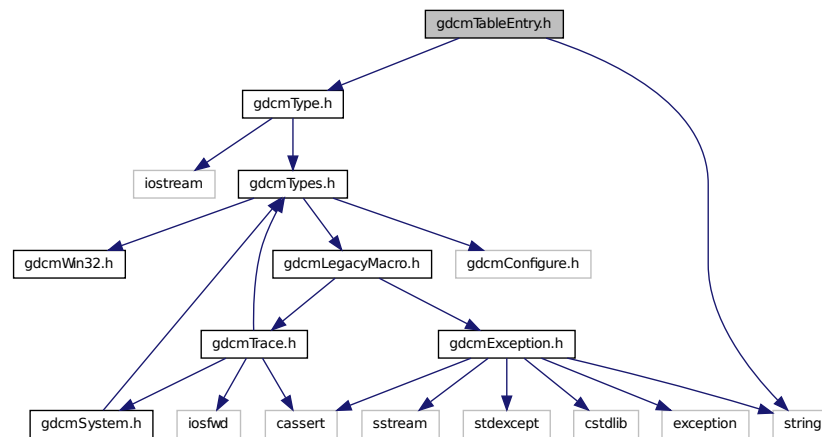 gdcmTableEntry.h
gdcmType.h
iostream
gdcmTypes.h
gdcmWin32.h
gdcmLegacyMacro.h
gdcmConfigure.h
gdcmTrace.h
gdcmException.h
gdcmSystem.h
iosfwd
cassert
sstream
stdexcept
cstdlib
exception
string